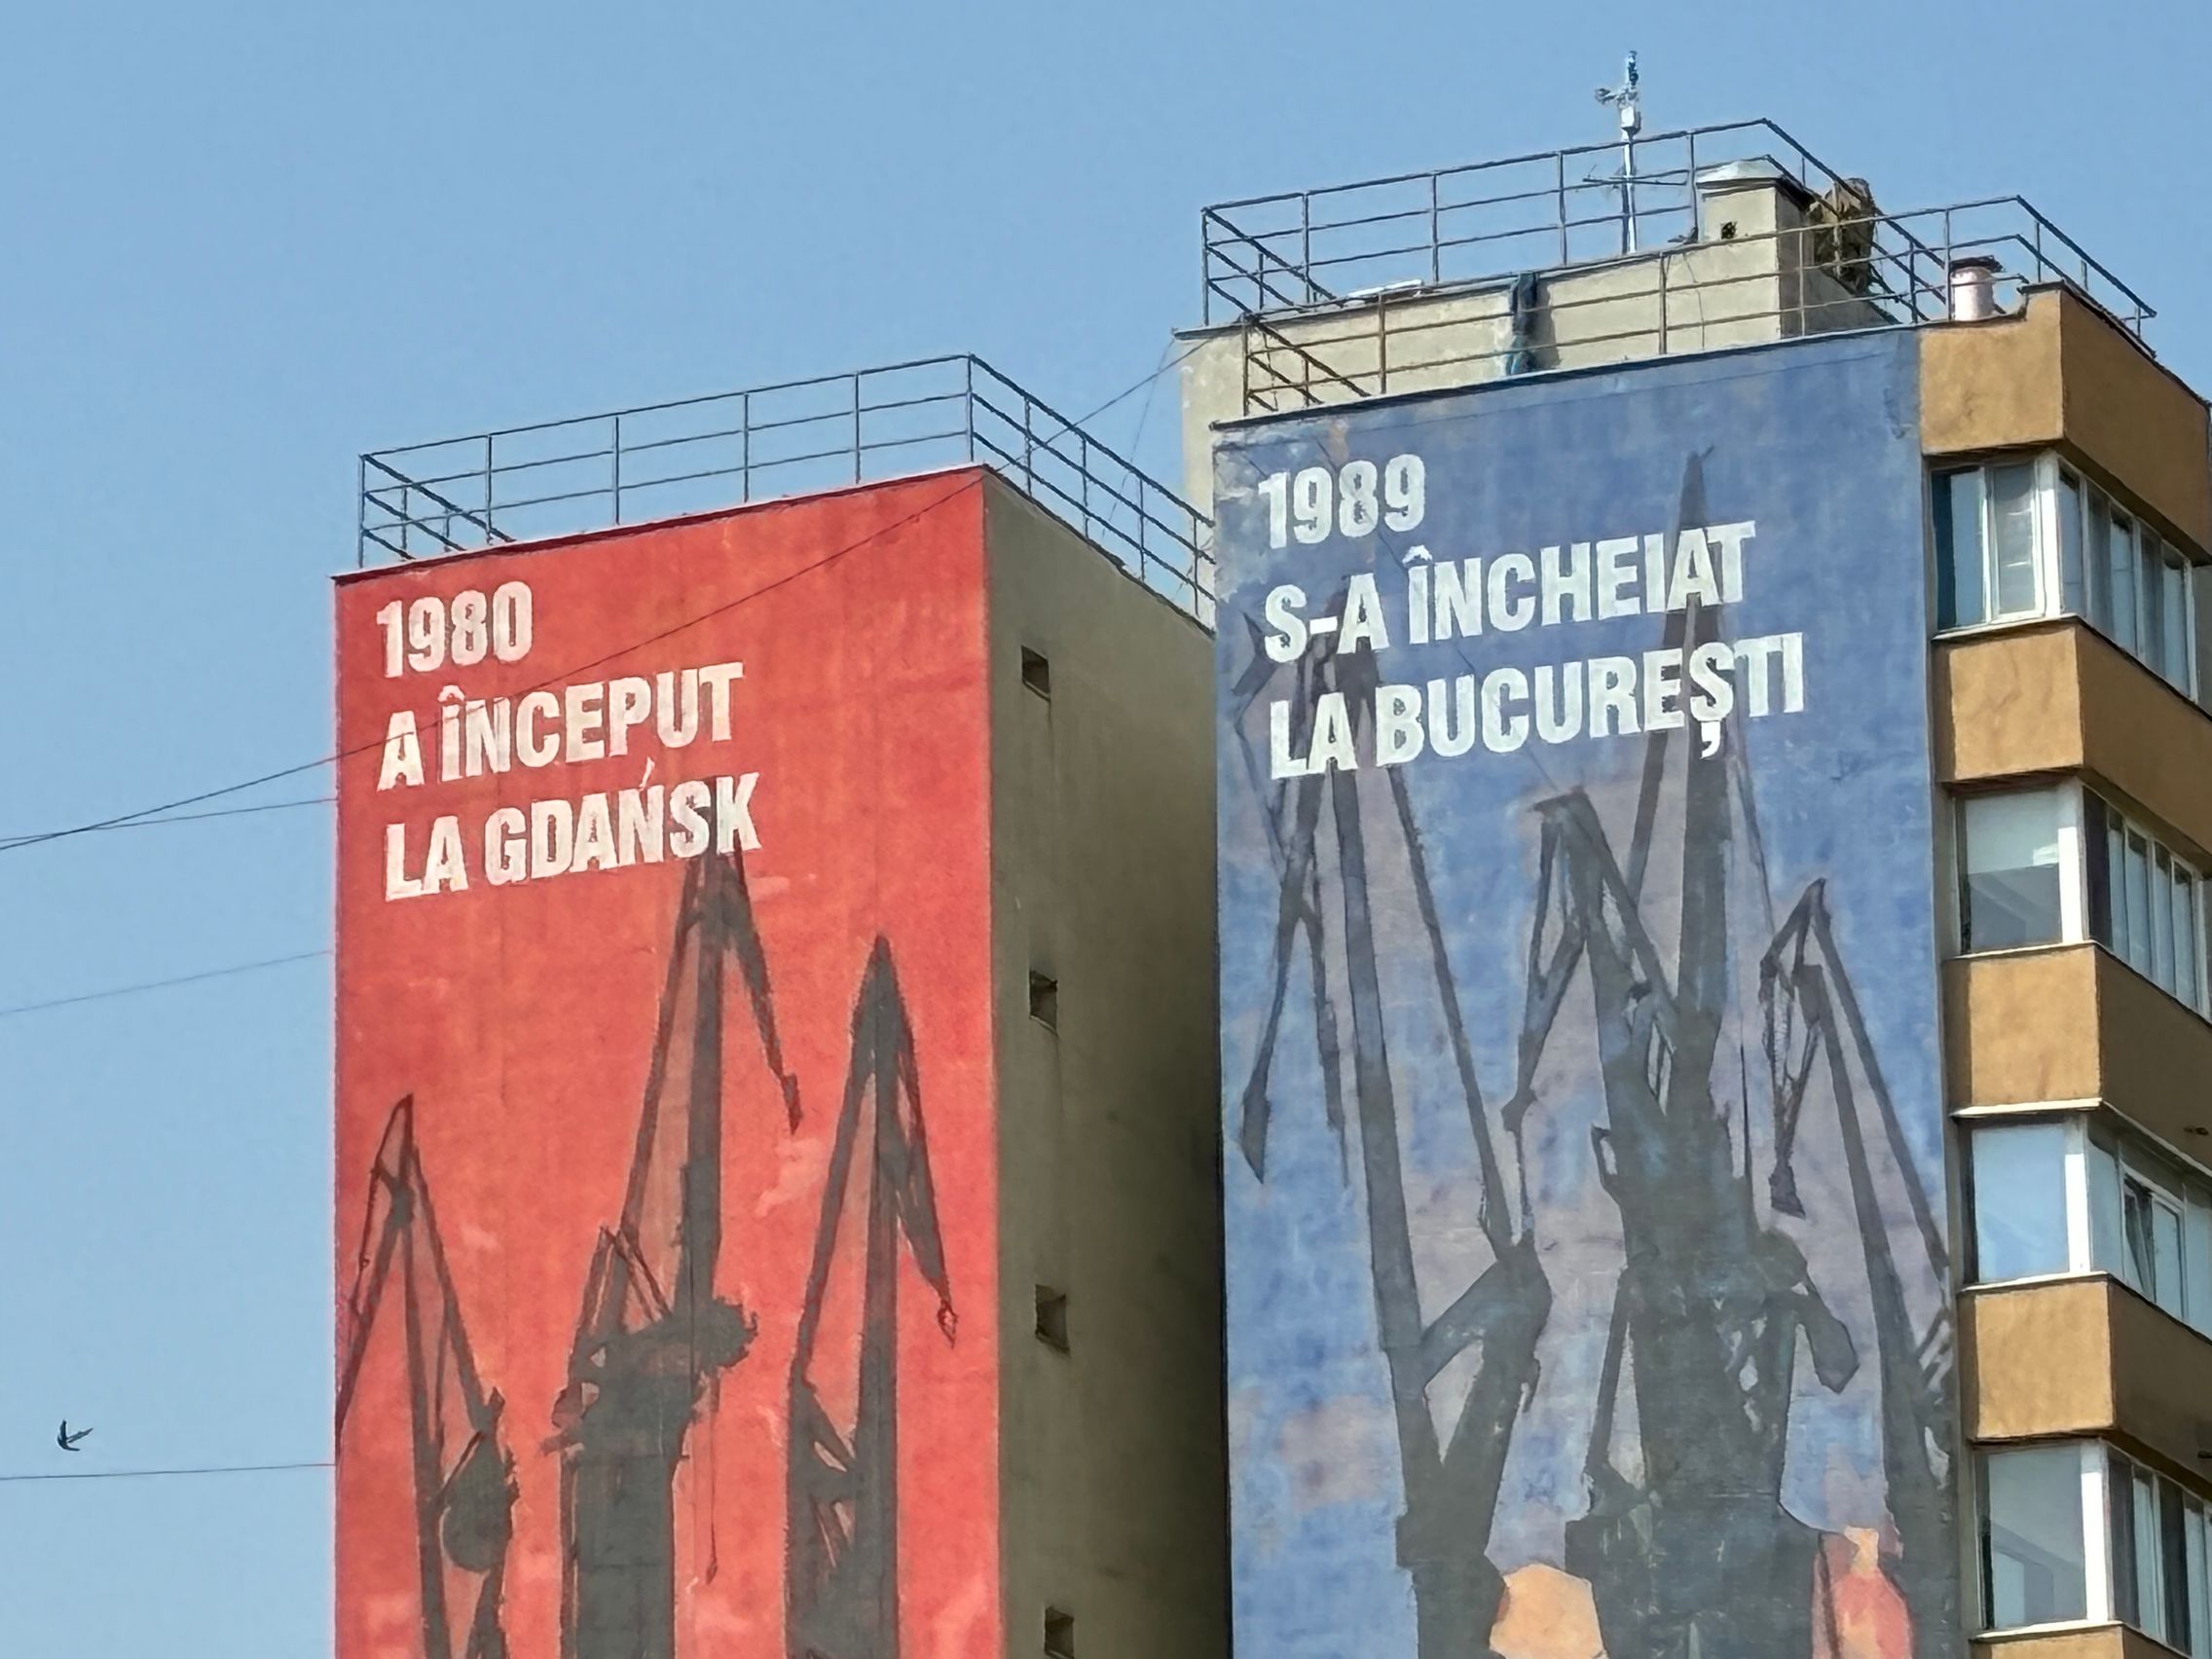 1980
A ÎNCEPUT
LA GDAŃSK
1989
S-A ÎNCHEIAT
LA BUCUREȘTI